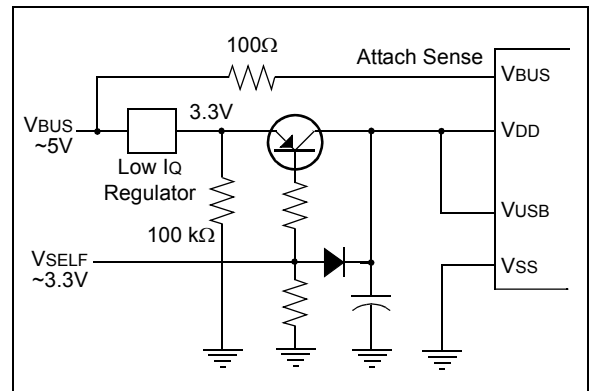 100Ω
Attach Sense
VBUS
VBUS
~5V
3.3V
VDD
Low IQ
Regulator
100 kΩ
VUSB
VSELF
~3.3V
VSS